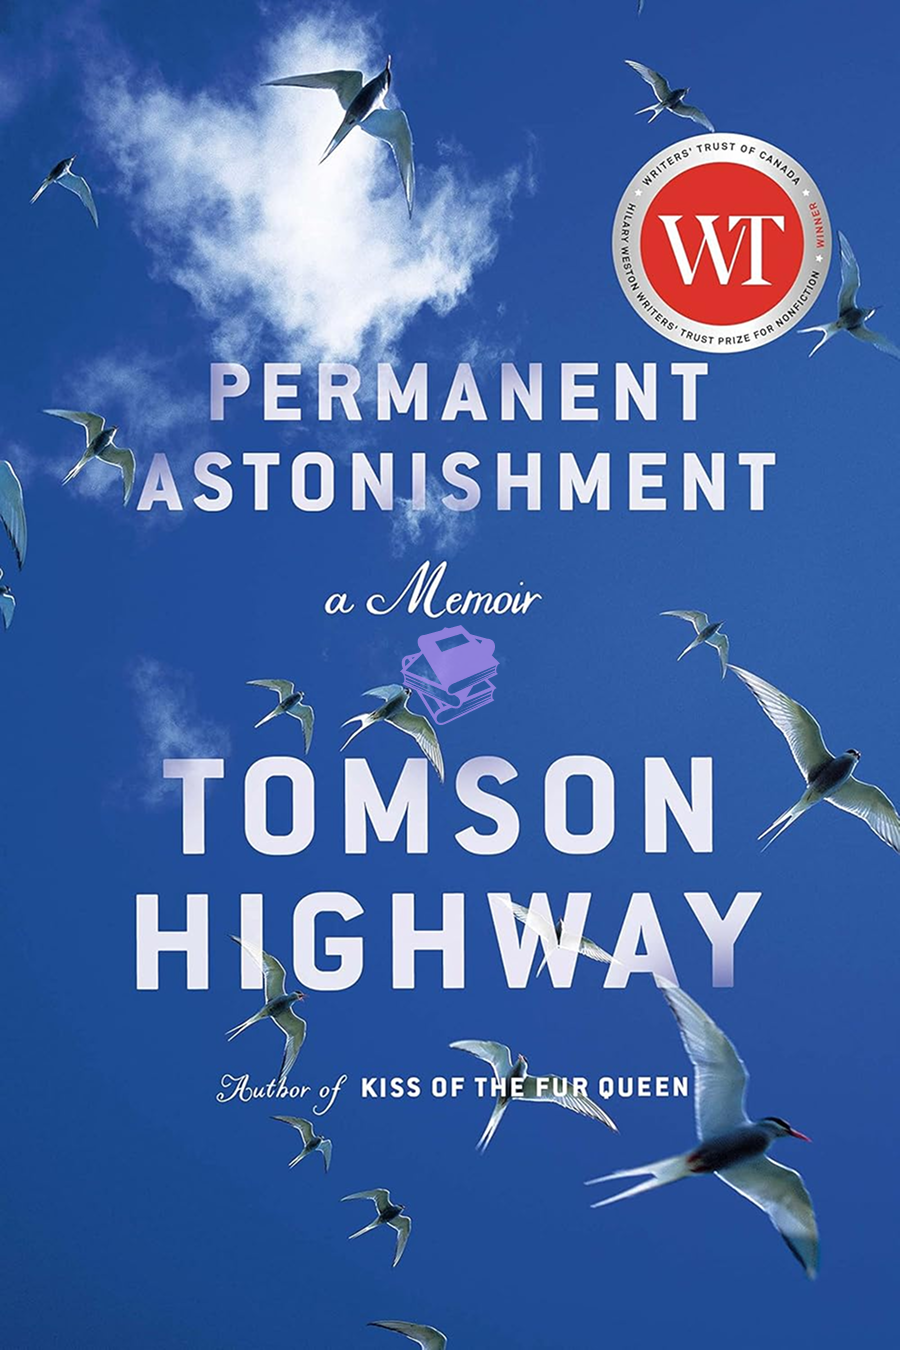 WRITERS' TRUST OF CANADA
WINNER
HILARY WESTON WRITERS' TRUST PRIZE FOR NONFICTION
WT
PERMANENT
ASTONISHMENT
a Memoir
TOMSON
HIGHWAY
Author of KISS OF THE FUR QUEEN